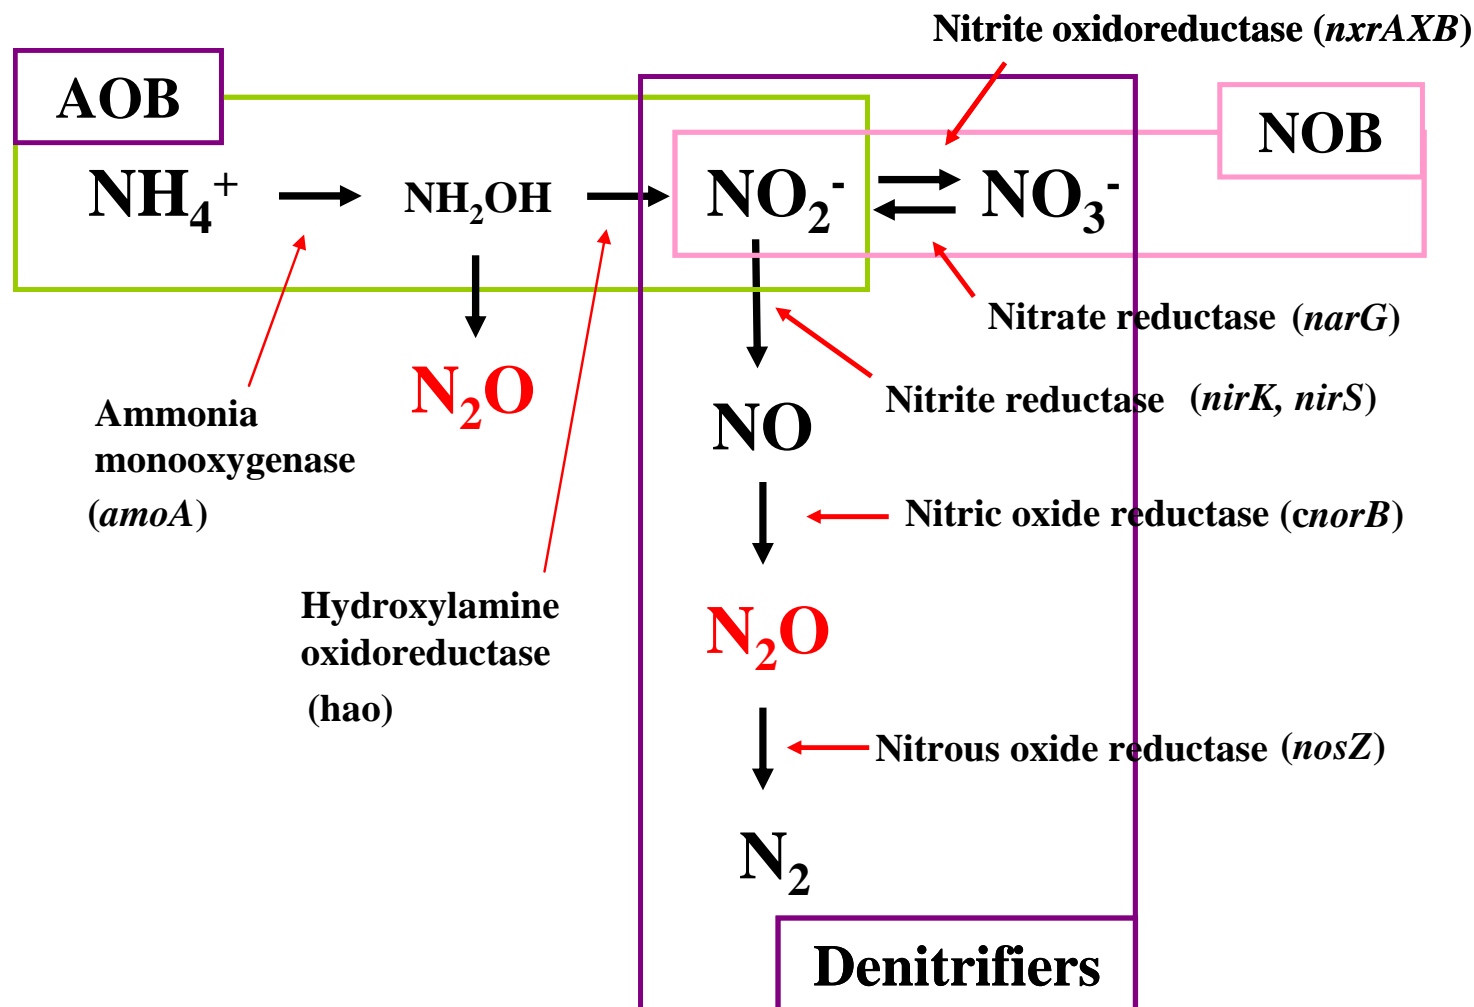 Nitrite oxidoreductase (nxrAXB)
AOB
NOB
NH₄⁺
NH₂OH
NO₂⁻
NO₃⁻
Nitrate reductase (narG)
N₂O
Nitrite reductase (nirK, nirS)
Ammonia
monooxygenase
(amoA)
NO
Nitric oxide reductase (cnorB)
Hydroxylamine
oxidoreductase
(hao)
N₂O
Nitrous oxide reductase (nosZ)
N₂
Denitrifiers